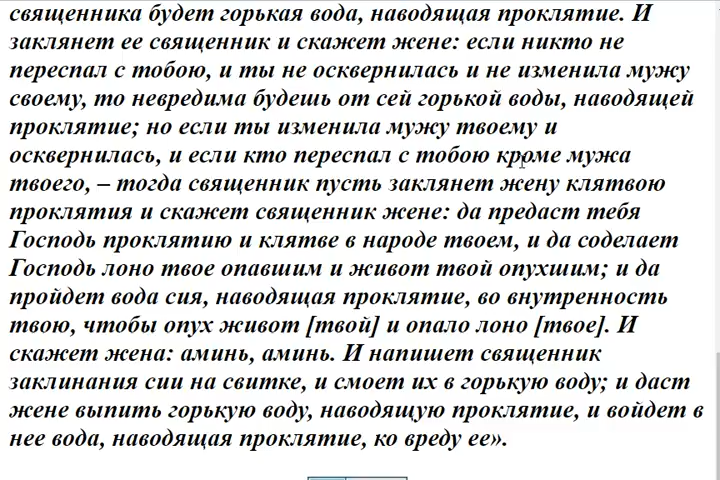 священника будет горькая вода, наводящая проклятие. И
заклянет ее священник и скажет жене: если никто не
переспал с тобою, и ты не осквернилась и не изменила мужу
своему, то невредима будешь от сей горькой воды, наводящей
проклятие; но если ты изменила мужу твоему и
осквернилась, и если кто переспал с тобою кроме мужа
твоего, – тогда священник пусть заклянет жену клятвою
проклятия и скажет священник жене: да предаст тебя
Господь проклятию и клятве в народе твоем, и да соделает
Господь лоно твое опавшим и живот твой опухшим; и да
пройдет вода сия, наводящая проклятие, во внутренность
твою, чтобы опух живот [твой] и опало лоно [твое]. И
скажет жена: аминь, аминь. И напишет священник
заклинания сии на свитке, и смоет их в горькую воду; и даст
жене выпить горькую воду, наводящую проклятие, и войдет в
нее вода, наводящая проклятие, ко вреду ее».